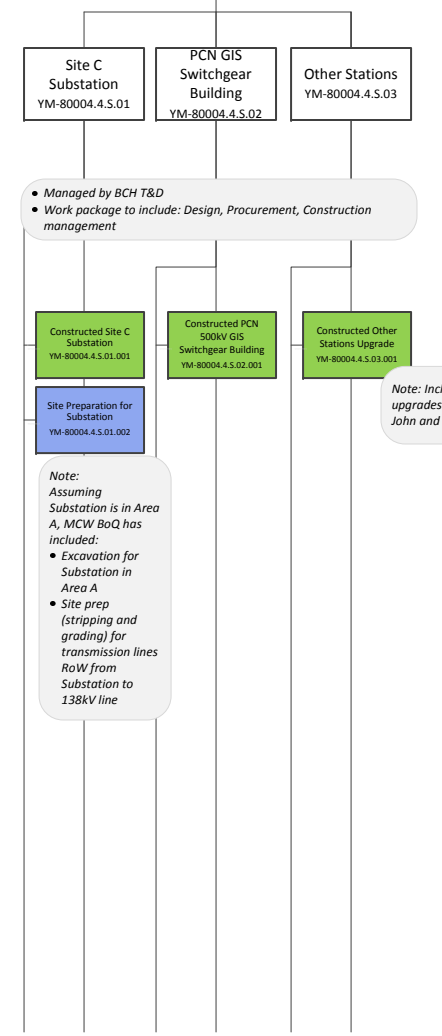 Site C
Substation
YM-80004.4.S.01
PCN GIS
Switchgear
Building
YM-80004.4.S.02
Other Stations
YM-80004.4.S.03
• Managed by BCH T&D
• Work package to include: Design, Procurement, Construction
management
Constructed Site C
Substation
YM-80004.4.S.01.001
Constructed PCN
500kV GIS
Switchgear Building
YM-80004.4.S.02.001
Constructed Other
Stations Upgrade
YM-80004.4.S.03.001
Site Preparation for
Substation
YM-80004.4.S.01.002
Note:
upgrades
John and
Note:
Assuming
Substation is in Area
A, MCW BoQ has
included:
• Excavation for
Substation in
Area A
• Site prep
(stripping and
grading) for
transmission lines
RoW from
Substation to
138kV line